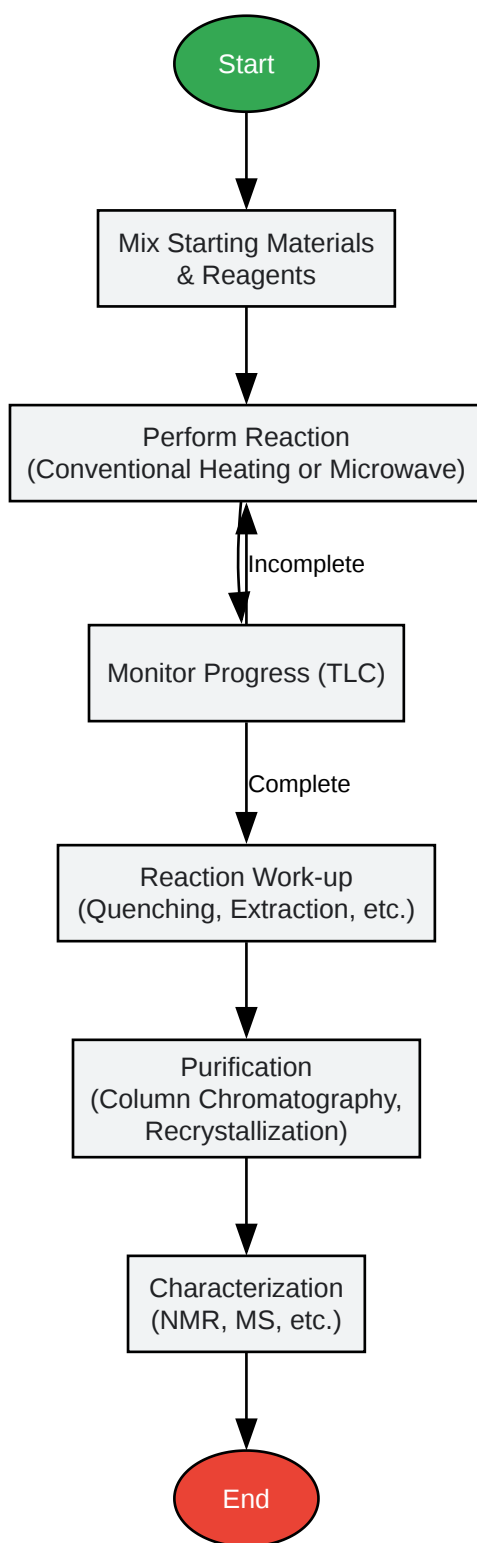 Start
Mix Starting Materials
& Reagents
Perform Reaction
(Conventional Heating or Microwave)
Incomplete
Monitor Progress (TLC)
Complete
Reaction Work-up
(Quenching, Extraction, etc.)
Purification
(Column Chromatography,
Recrystallization)
Characterization
(NMR, MS, etc.)
End